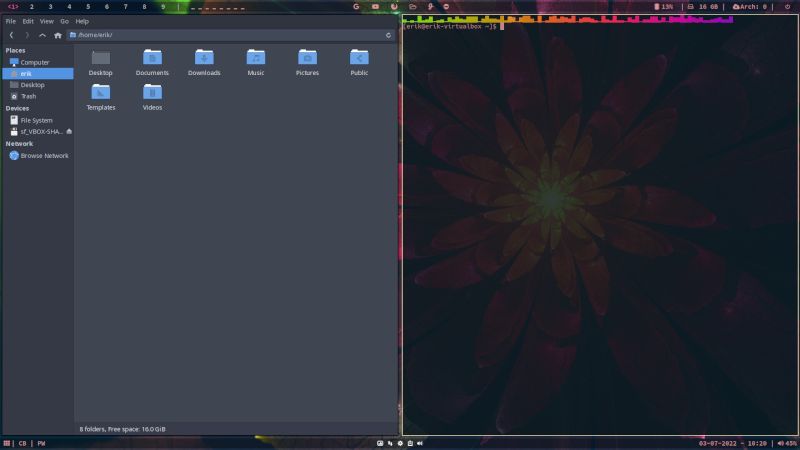 <1> 2 3 4 5 6 7 8 9 |
13% | 16 GB | Arch: 0 |
File Edit View Go Help
/home/erik/
[erik@erik-virtualbox ~]$
Places
Computer
erik
Desktop
Trash
Devices
File System
sf_VBOX-SHA...
Network
Browse Network
Desktop Documents Downloads Music Pictures Public
Templates Videos
8 folders, Free space: 16.0 GiB
| CB | PW
03-07-2022 - 10:20 | 45%